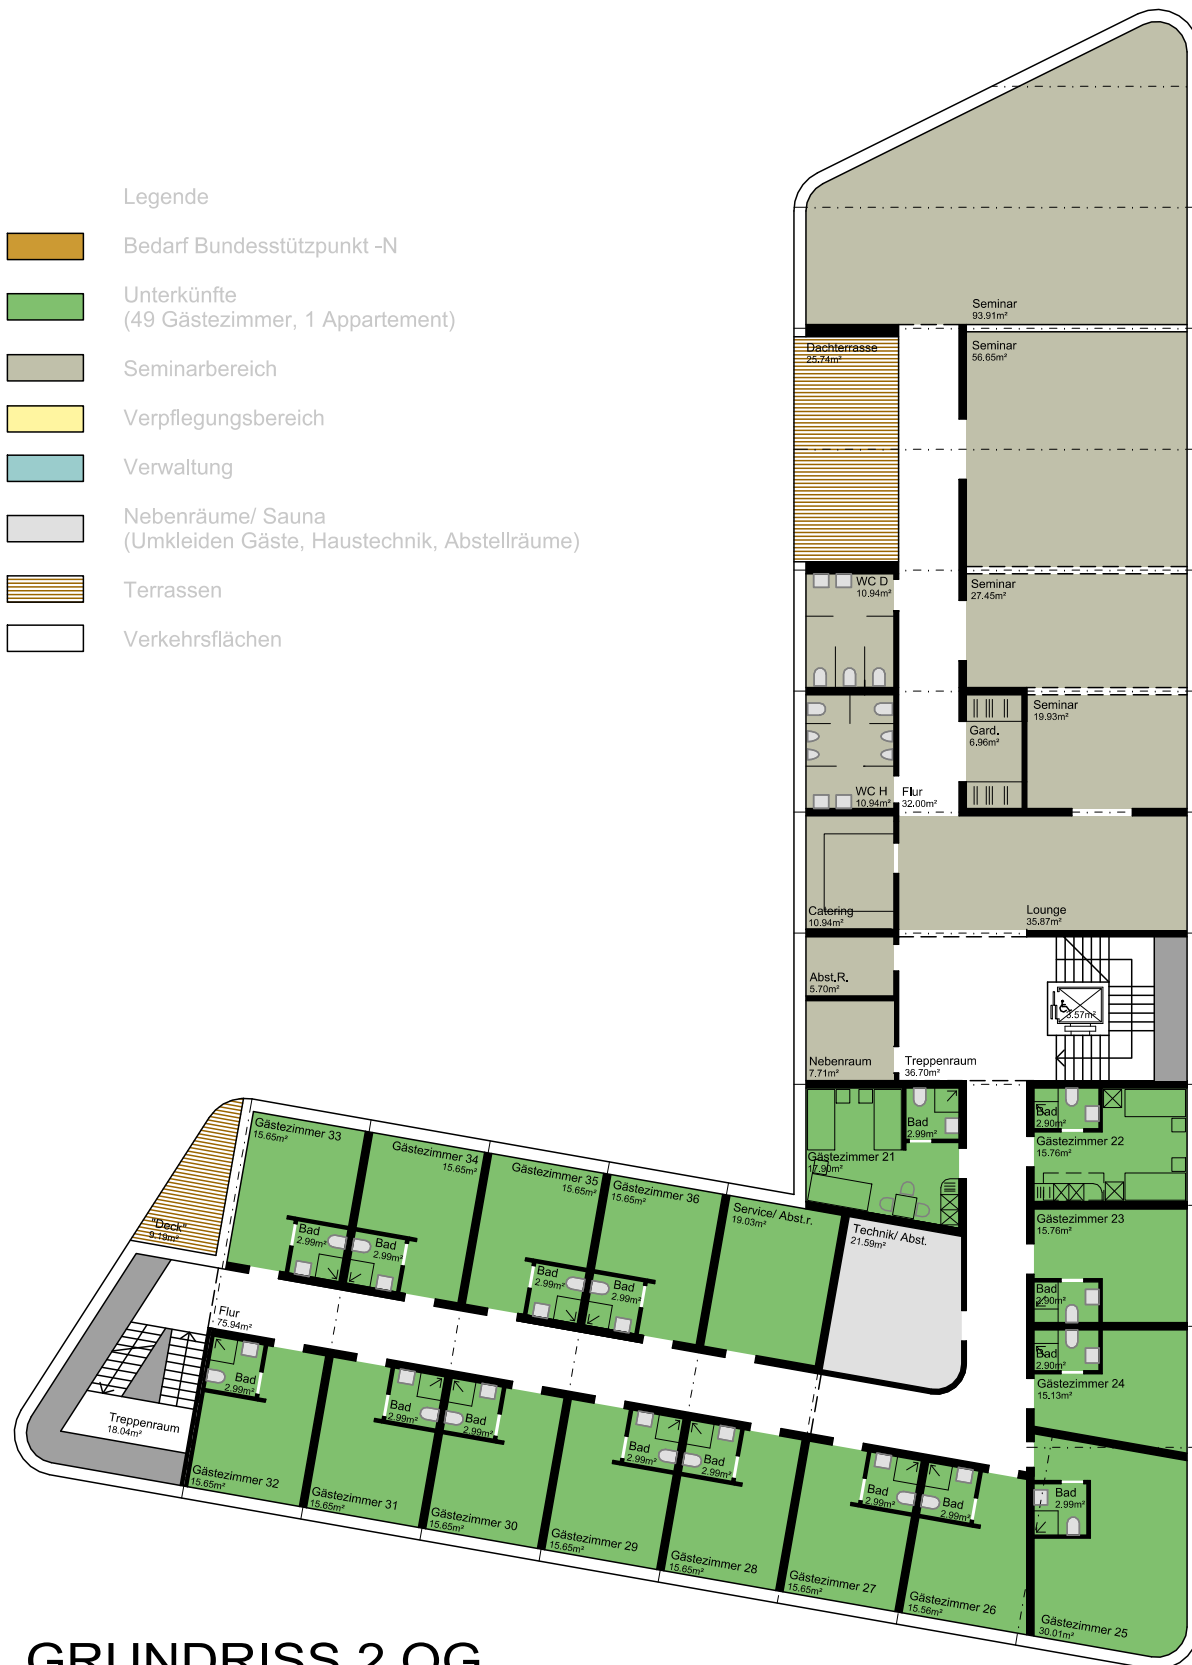 Legende
Bedarf Bundesstützpunkt -N
Unterkünfte
(49 Gästezimmer, 1 Appartement)
Seminarbereich
Verpflegungsbereich
Verwaltung
Nebenräume/ Sauna
(Umkleiden Gäste, Haustechnik, Abstellräume)
Terrassen
Verkehrsflächen
Seminar
93.91m²
Dachterrasse
25.74m²
Seminar
56.65m²
WC D
10.94m²
Seminar
27.45m²
Seminar
19.93m²
Gard.
6.96m²
WC H
10.94m²
Flur
32.00m²
Catering
10.94m²
Lounge
35.87m²
Abst.R.
5.70m²
3.57m²
Nebenraum
7.71m²
Treppenraum
36.70m²
Bad
2.99m²
Gästezimmer 21
17.90m²
Bad
2.90m²
Gästezimmer 22
15.76m²
Gästezimmer 23
15.76m²
Bad
2.90m²
Bad
2.90m²
Gästezimmer 24
15.13m²
Bad
2.99m²
Gästezimmer 25
30.01m²
Gästezimmer 33
15.65m²
Gästezimmer 34
15.65m²
Gästezimmer 35
15.65m²
Gästezimmer 36
15.65m²
Service/ Abst.r.
19.03m²
Technik/ Abst.
21.59m²
"Deck"
9.19m²
Bad
2.99m²
Bad
2.99m²
Bad
2.99m²
Bad
2.99m²
Flur
75.94m²
Treppenraum
18.04m²
Bad
2.99m²
Bad
2.99m²
Bad
2.99m²
Bad
2.99m²
Bad
2.99m²
Bad
2.99m²
Bad
2.99m²
Gästezimmer 32
15.65m²
Gästezimmer 31
15.65m²
Gästezimmer 30
15.65m²
Gästezimmer 29
15.65m²
Gästezimmer 28
15.65m²
Gästezimmer 27
15.65m²
Gästezimmer 26
15.56m²
GRUNDRISS 2.OG